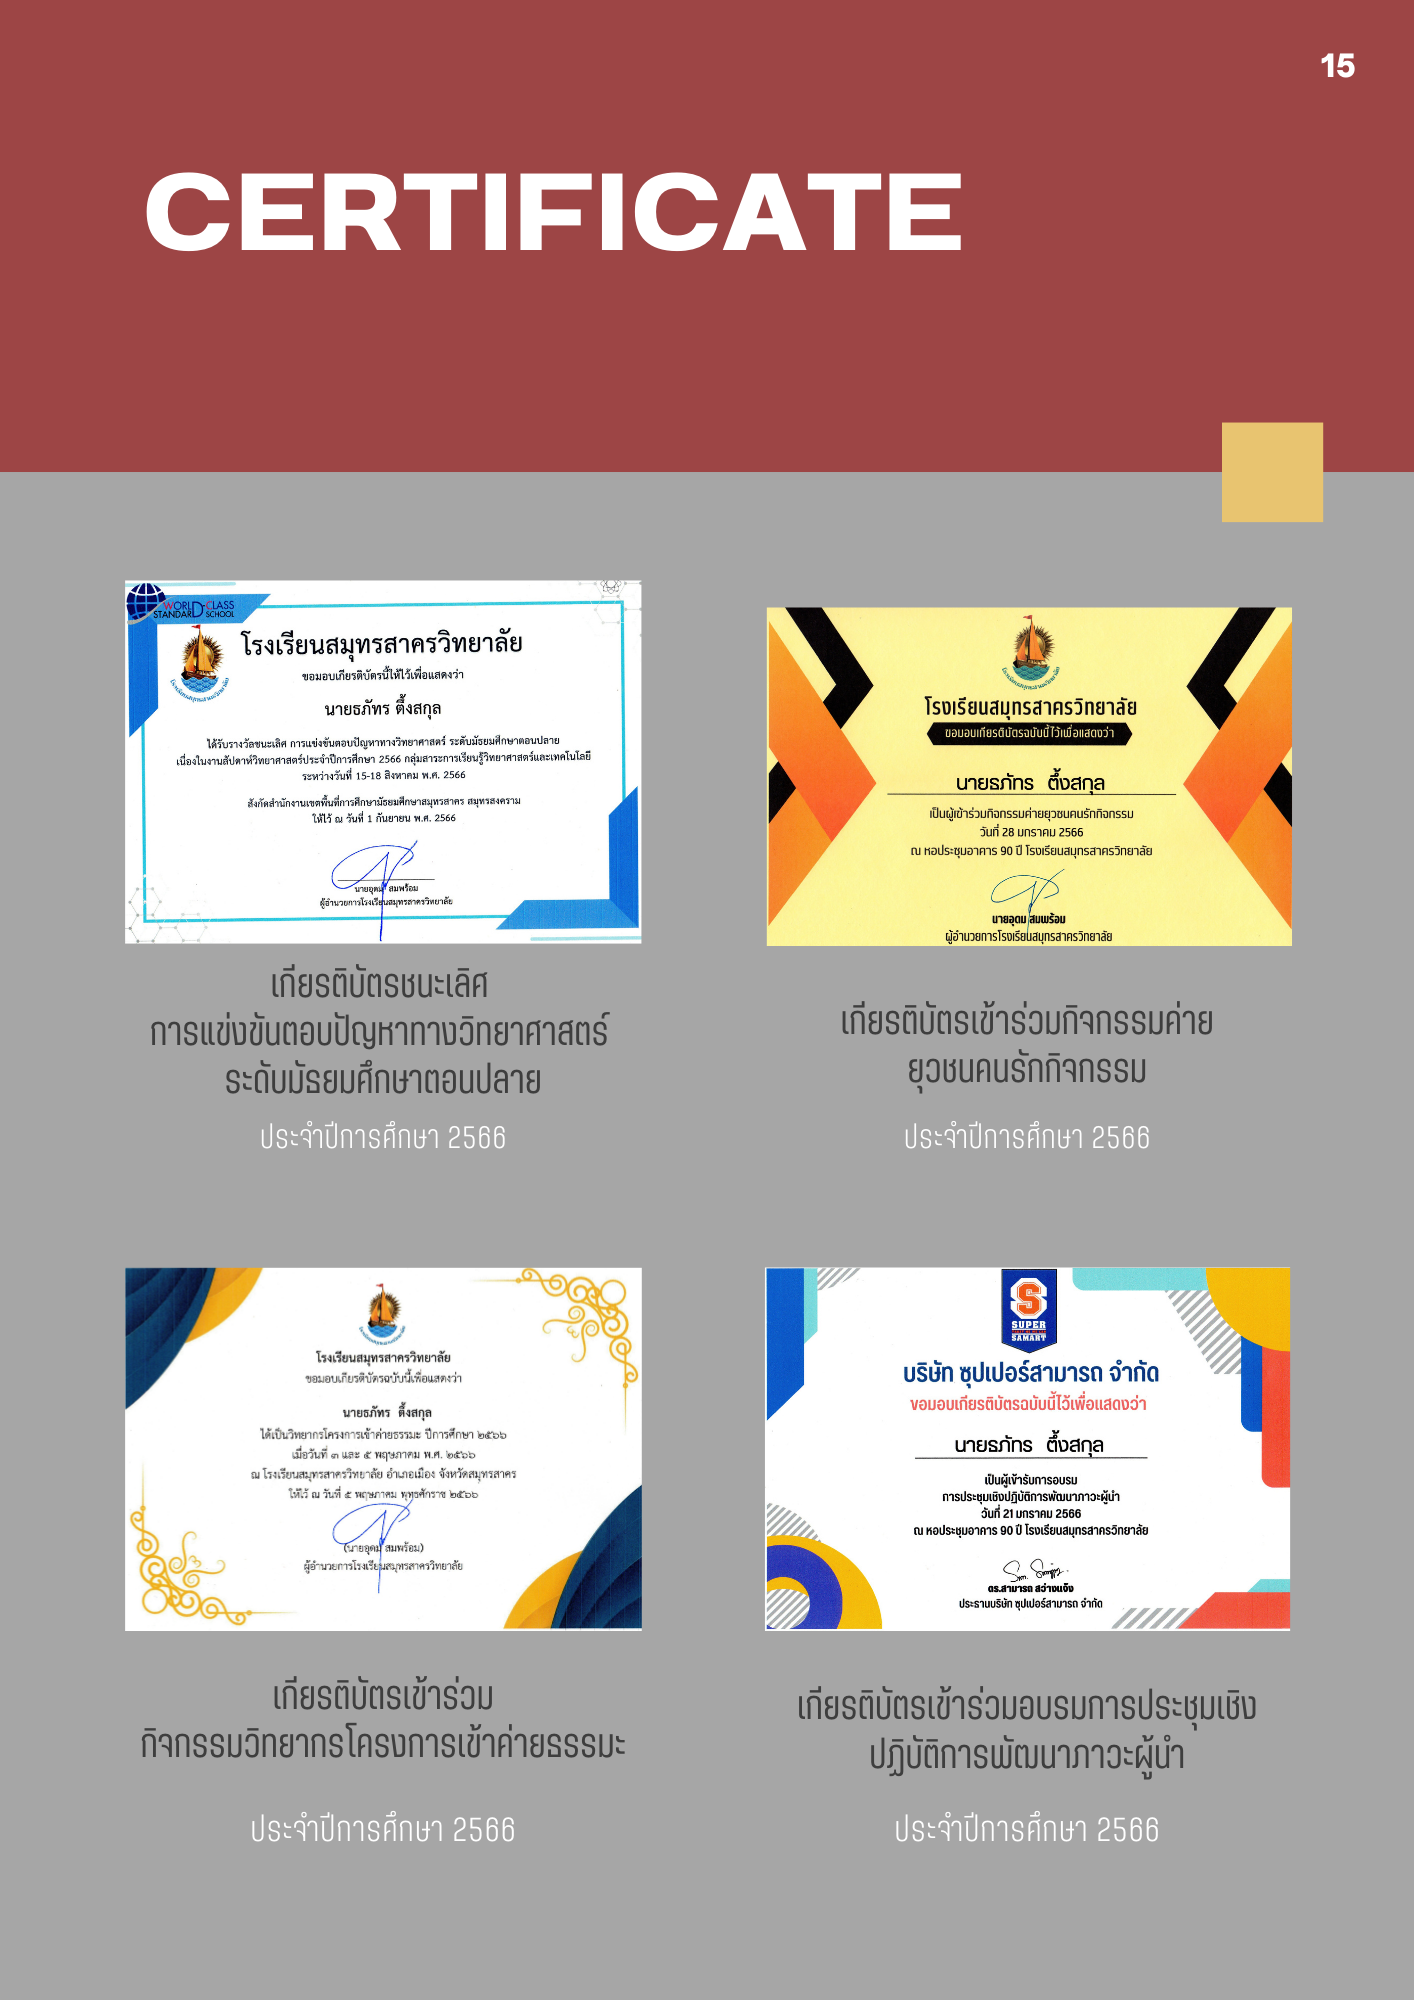 15
CERTIFICATE
WORLD-CLASS
STANDARD SCHOOL
โรงเรียนสมุทรสาครวิทยาลัย
ขอมอบเกียรติบัตรนี้ให้ไว้เพื่อแสดงว่า
นายธภัทร ตึ้งสกุล
ได้รับรางวัลชนะเลิศ การแข่งขันตอบปัญหาทางวิทยาศาสตร์ ระดับมัธยมศึกษาตอนปลาย
เนื่องในงานสัปดาห์วิทยาศาสตร์ประจำปีการศึกษา 2566 กลุ่มสาระการเรียนรู้วิทยาศาสตร์และเทคโนโลยี
ระหว่างวันที่ 15-18 สิงหาคม พ.ศ. 2566
สังกัดสำนักงานเขตพื้นที่การศึกษามัธยมศึกษาสมุทรสาคร สมุทรสงคราม
ให้ไว้ ณ วันที่ 1 กันยายน พ.ศ. 2566
นายอุดม สมพร้อม
ผู้อำนวยการโรงเรียนสมุทรสาครวิทยาลัย
เกียรติบัตรชนะเลิศ
การแข่งขันตอบปัญหาทางวิทยาศาสตร์
ระดับมัธยมศึกษาตอนปลาย
ประจำปีการศึกษา 2566
โรงเรียนสมุทรสาครวิทยาลัย
ขอมอบเกียรติบัตรฉบับนี้ไว้เพื่อแสดงว่า
นายธภัทร ตึ้งสกุล
เป็นผู้เข้าร่วมกิจกรรมค่ายยุวชนคนรักกิจกรรม
วันที่ 28 มกราคม 2566
ณ หอประชุมอาคาร 90 ปี โรงเรียนสมุทรสาครวิทยาลัย
นายอุดม สมพร้อม
ผู้อำนวยการโรงเรียนสมุทรสาครวิทยาลัย
เกียรติบัตรเข้าร่วมกิจกรรมค่าย
ยุวชนคนรักกิจกรรม
ประจำปีการศึกษา 2566
โรงเรียนสมุทรสาครวิทยาลัย
ขอมอบเกียรติบัตรฉบับนี้เพื่อแสดงว่า
นายธภัทร ตึ้งสกุล
ได้เป็นวิทยากรโครงการเข้าค่ายธรรมะ ปีการศึกษา ๒๕๖๖
เมื่อวันที่ ๓ และ ๕ พฤษภาคม พ.ศ. ๒๕๖๖
ณ โรงเรียนสมุทรสาครวิทยาลัย อำเภอเมือง จังหวัดสมุทรสาคร
ให้ไว้ ณ วันที่ ๕ พฤษภาคม พุทธศักราช ๒๕๖๖
(นายอุดม สมพร้อม)
ผู้อำนวยการโรงเรียนสมุทรสาครวิทยาลัย
เกียรติบัตรเข้าร่วม
กิจกรรมวิทยากรโครงการเข้าค่ายธรรมะ
ประจำปีการศึกษา 2566
SUPER
SAMART
บริษัท ซุปเปอร์สามารถ จำกัด
ขอมอบเกียรติบัตรฉบับนี้ไว้เพื่อแสดงว่า
นายธภัทร ตึ้งสกุล
เป็นผู้เข้ารับการอบรม
การประชุมเชิงปฏิบัติการพัฒนาภาวะผู้นำ
วันที่ 21 มกราคม 2566
ณ หอประชุมอาคาร 90 ปี โรงเรียนสมุทรสาครวิทยาลัย
ดร.สามารถ สว่างแจ้ง
ประธานบริษัท ซุปเปอร์สามารถ จำกัด
เกียรติบัตรเข้าร่วมอบรมการประชุมเชิง
ปฏิบัติการพัฒนาภาวะผู้นำ
ประจำปีการศึกษา 2566